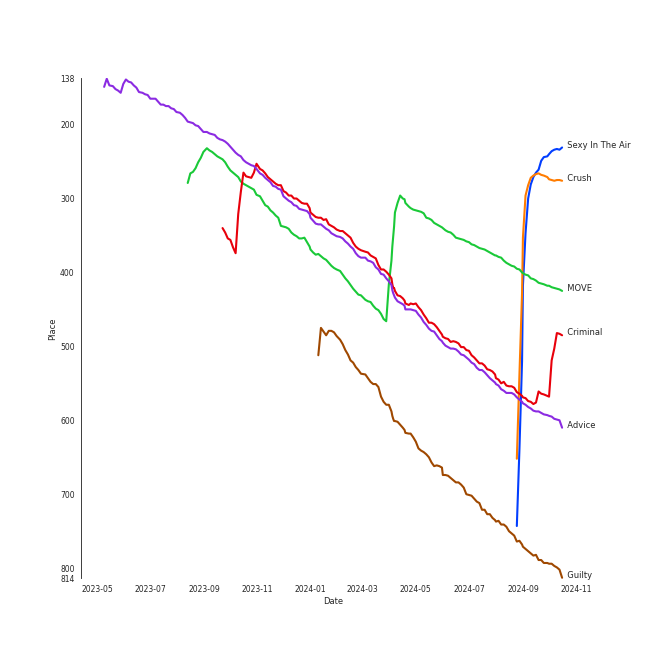 138
200
300
400
500
600
700
800
814
Place
2023-05 2023-07 2023-09 2023-11 2024-01 2024-03 2024-05 2024-07 2024-09 2024-11
Date
Sexy In The Air
Crush
MOVE
Criminal
Advice
Guilty